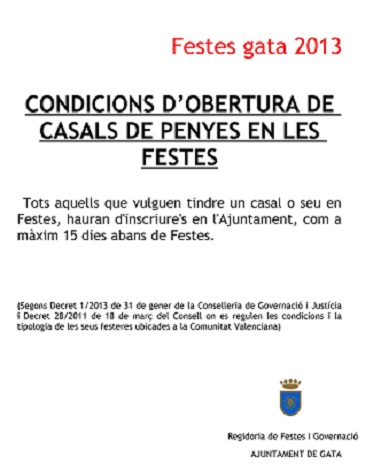 Festes gata 2013
CONDICIONS D'OBERTURA DE
CASALS DE PENYES EN LES
FESTES
Tots aquells que vulguen tindre un casal o seu en
Festes, hauran d'inscriure's en l'Ajuntament, com a
màxim 15 dies abans de Festes.
(Segons Decret 1/2013 de 31 de gener de la Conselleria de Governació i Justícia
i Decret 28/2011 de 18 de març del Consell on es regulen les condicions i la
tipologia de les seus festeres ubicades a la Comunitat Valenciana)
Regidoria de Festes i Governació
AJUNTAMENT DE GATA